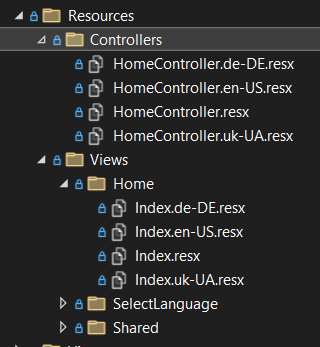 Resources
Controllers
HomeController.de-DE.resx
HomeController.en-US.resx
HomeController.resx
HomeController.uk-UA.resx
Views
Home
Index.de-DE.resx
Index.en-US.resx
Index.resx
Index.uk-UA.resx
SelectLanguage
Shared